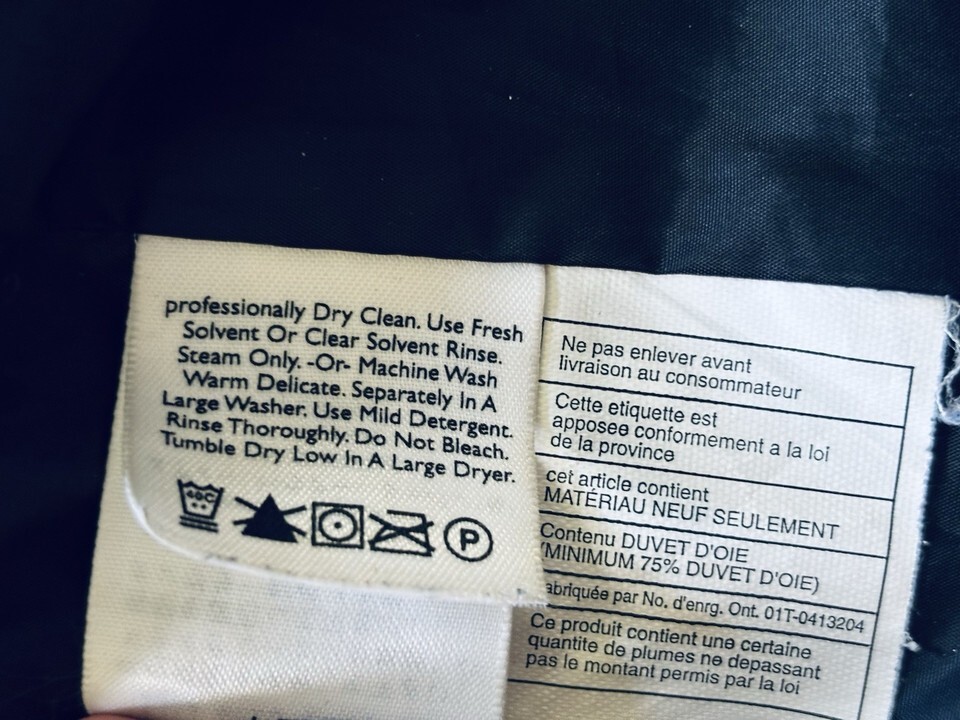 professionally Dry Clean. Use Fresh
Solvent Or Clear Solvent Rinse.
Steam Only. -Or- Machine Wash
Warm Delicate. Separately In A
Large Washer. Use Mild Detergent.
Rinse Thoroughly. Do Not Bleach.
Tumble Dry Low In A Large Dryer.
40C
P
Ne pas enlever avant
livraison au consommateur
Cette etiquette est
apposee conformement a la loi
de la province
cet article contient
MATÉRIAU NEUF SEULEMENT
Contenu DUVET D'OIE
(MINIMUM 75% DUVET D'OIE)
abriquée par No. d'enrg. Ont. 01T-0413204
Ce produit contient une certaine
quantite de plumes ne depassant
pas le montant permis par la loi